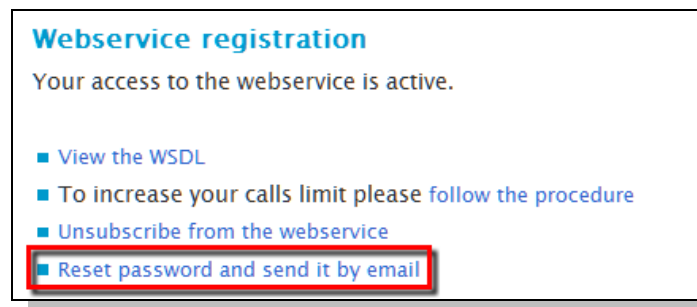 Webservice registration
Your access to the webservice is active.
View the WSDL
To increase your calls limit please follow the procedure
Unsubscribe from the webservice
Reset password and send it by email